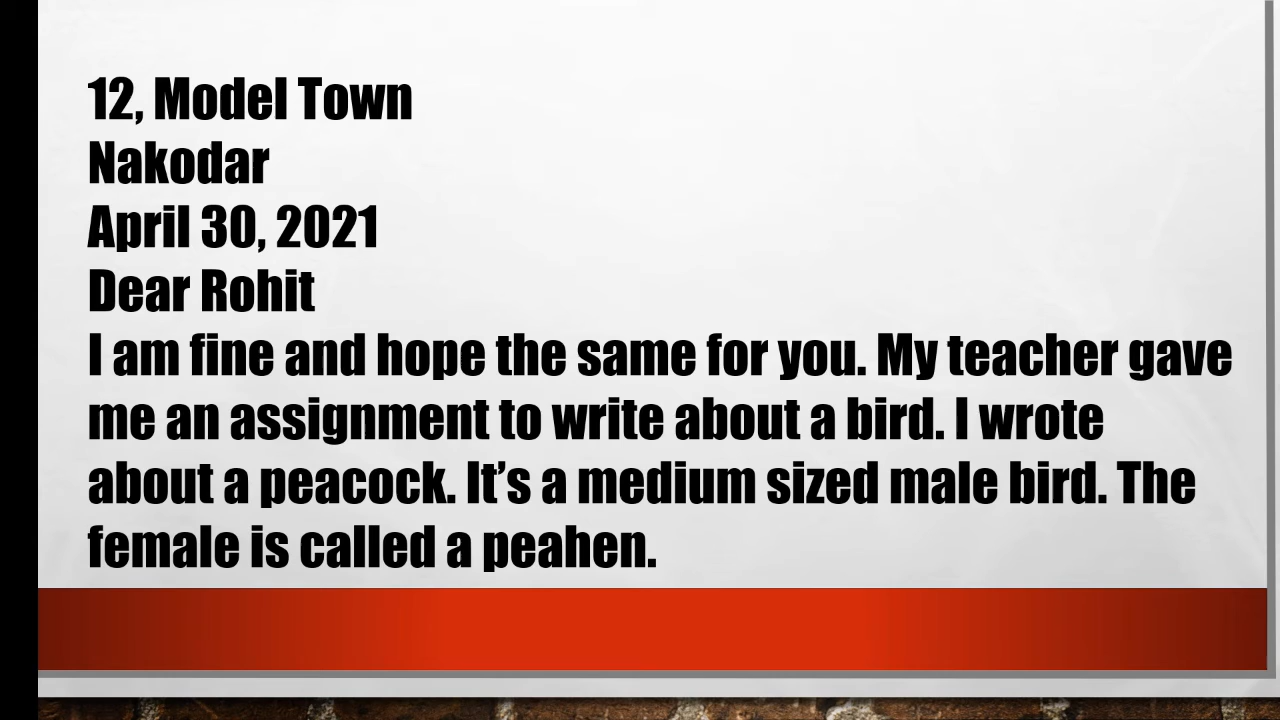 12, Model Town
Nakodar
April 30, 2021
Dear Rohit
I am fine and hope the same for you. My teacher gave
me an assignment to write about a bird. I wrote
about a peacock. It’s a medium sized male bird. The
female is called a peahen.